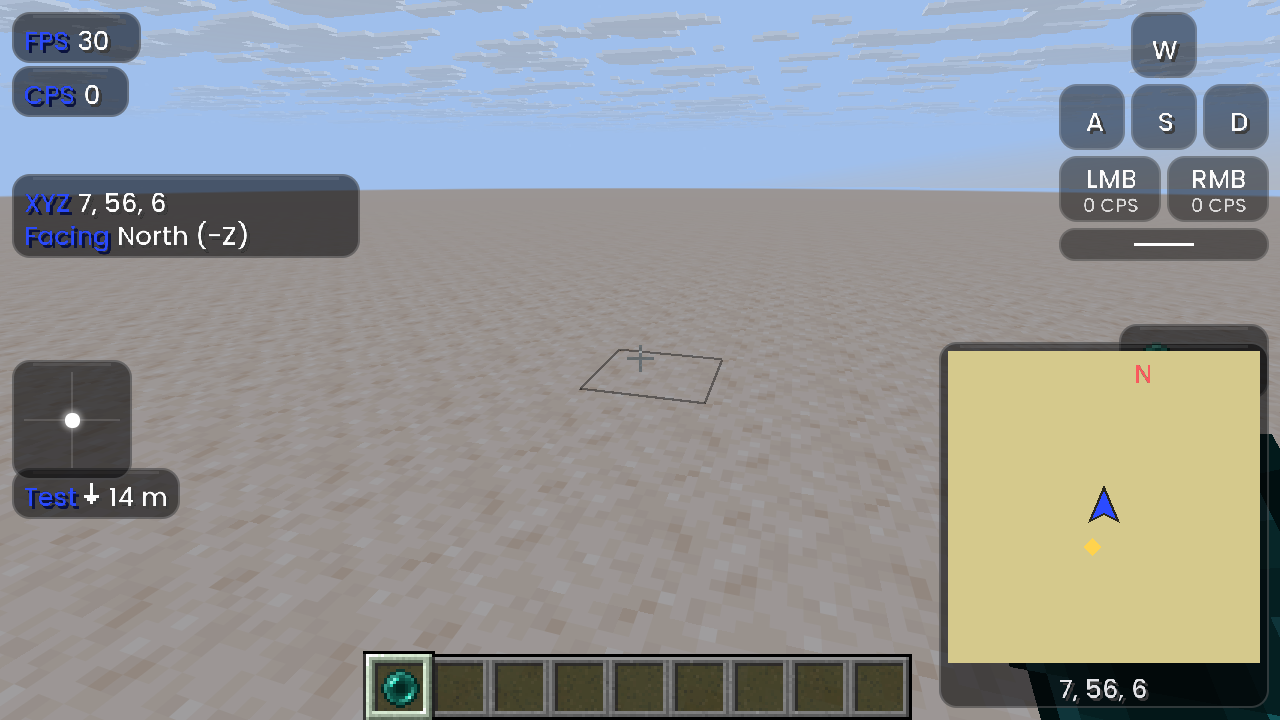 FPS 30
CPS 0
W
A S D
LMB
0 CPS
RMB
0 CPS
XYZ 7, 56, 6
Facing North (-Z)
N
Test 14 m
7, 56, 6